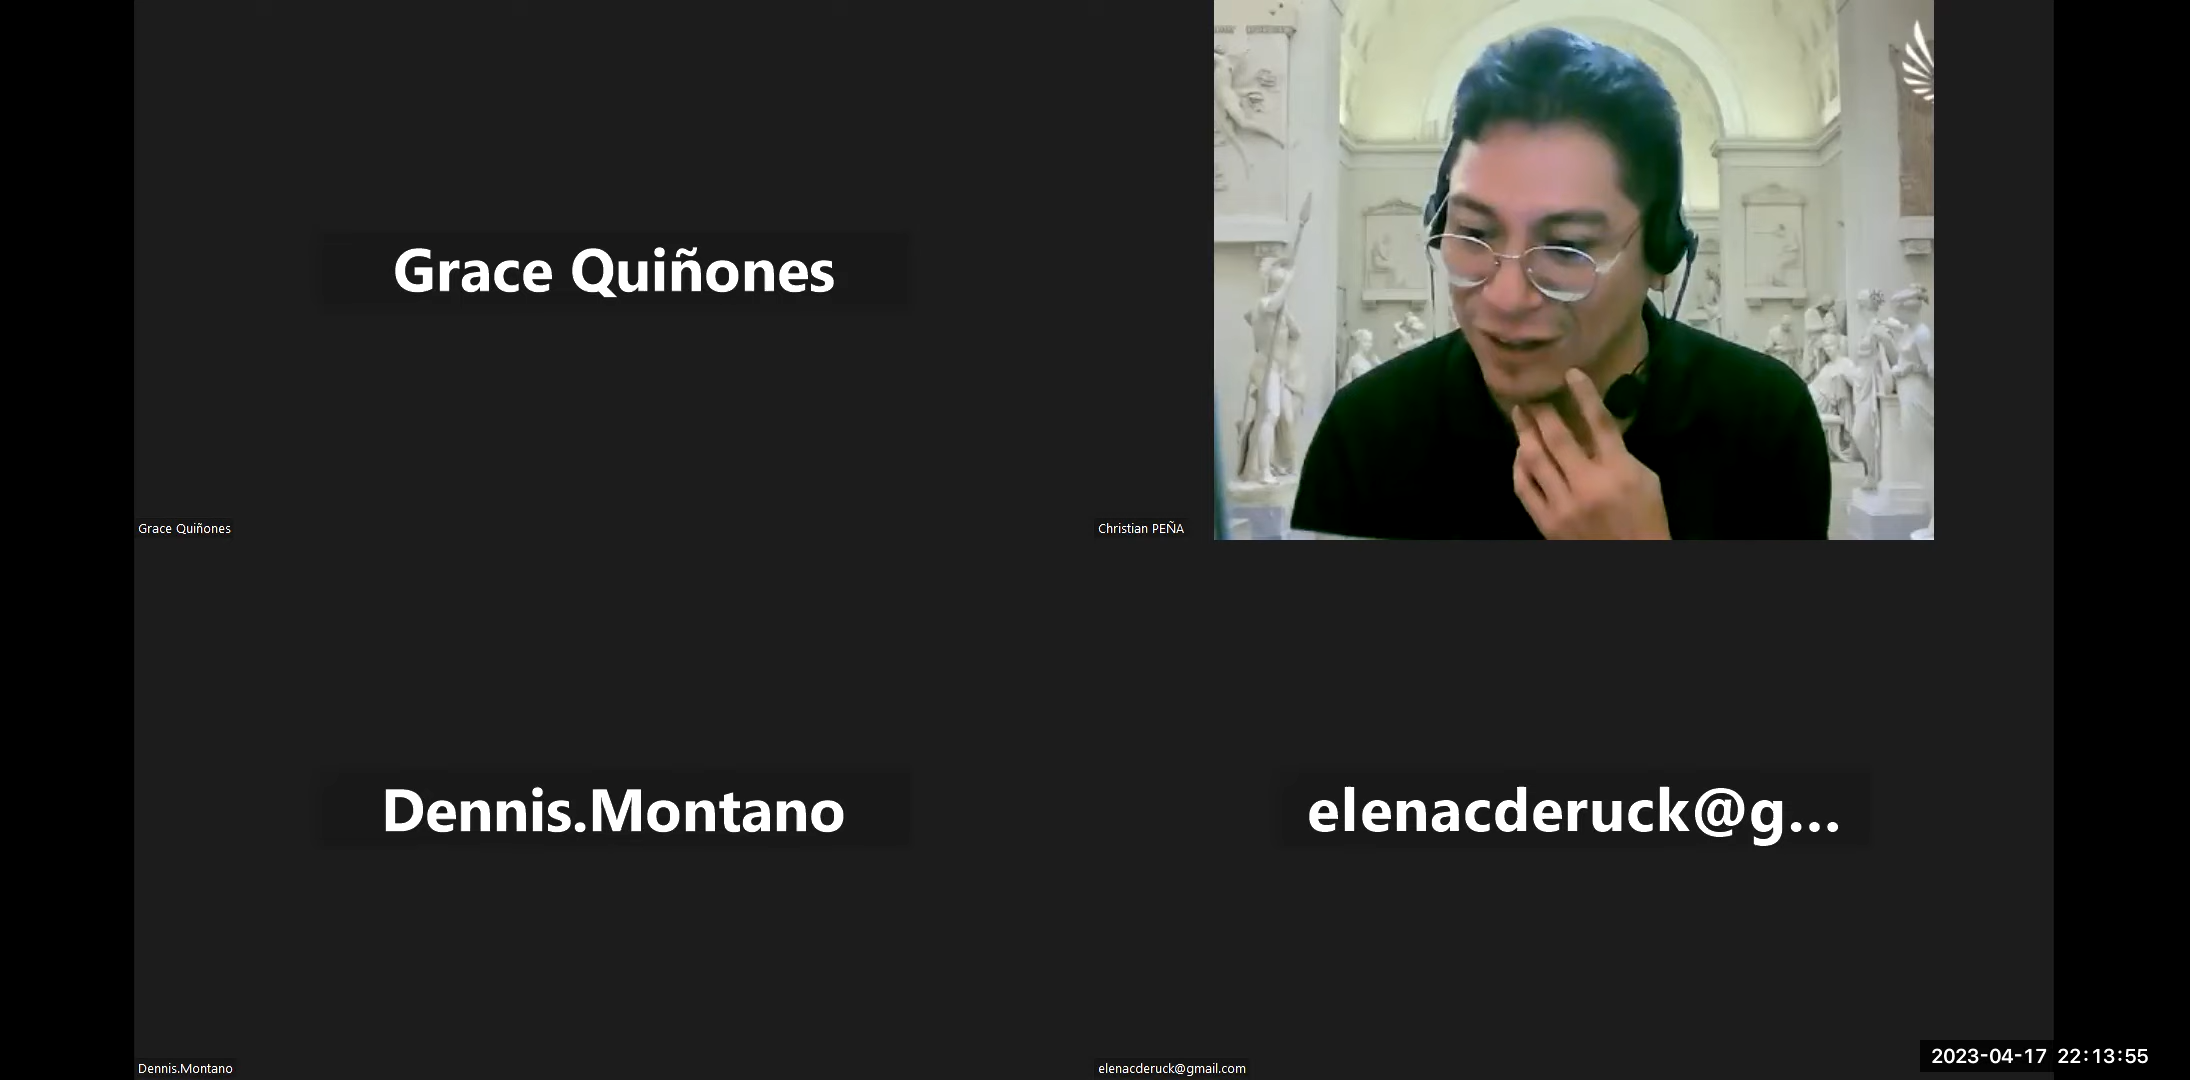 Grace Quiñones
Grace Quiñones
Christian PEÑA
Dennis.Montano
elenacderuck@g...
Dennis.Montano
elenacderuck@gmail.com
2023-04-17 22:13:55